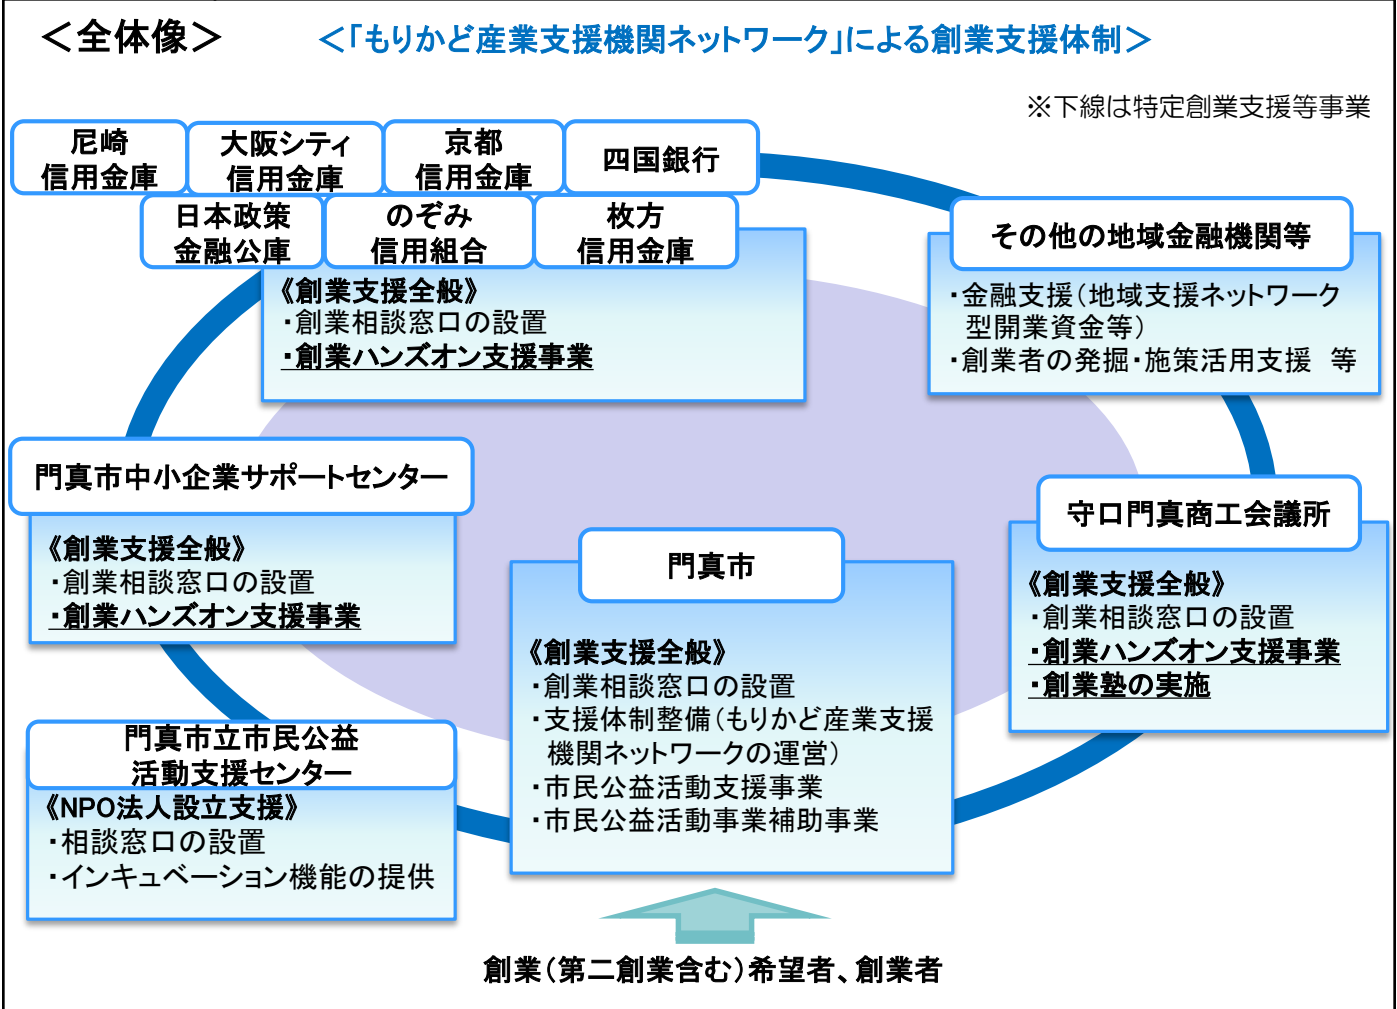 ＜全体像＞
＜「もりかど産業支援機関ネットワーク」による創業支援体制＞
※下線は特定創業支援等事業
尼崎
信用金庫
大阪シティ
信用金庫
京都
信用金庫
四国銀行
日本政策
金融公庫
のぞみ
信用組合
枚方
信用金庫
《創業支援全般》
・創業相談窓口の設置
・創業ハンズオン支援事業
その他の地域金融機関等
・金融支援（地域支援ネットワーク
型開業資金等）
・創業者の発掘・施策活用支援　等
門真市中小企業サポートセンター
《創業支援全般》
・創業相談窓口の設置
・創業ハンズオン支援事業
守口門真商工会議所
《創業支援全般》
・創業相談窓口の設置
・創業ハンズオン支援事業
・創業塾の実施
門真市
《創業支援全般》
・創業相談窓口の設置
・支援体制整備（もりかど産業支援
機関ネットワークの運営）
・市民公益活動支援事業
・市民公益活動事業補助事業
門真市立市民公益
活動支援センター
《NPO法人設立支援》
・相談窓口の設置
・インキュベーション機能の提供
創業（第二創業含む）希望者、創業者